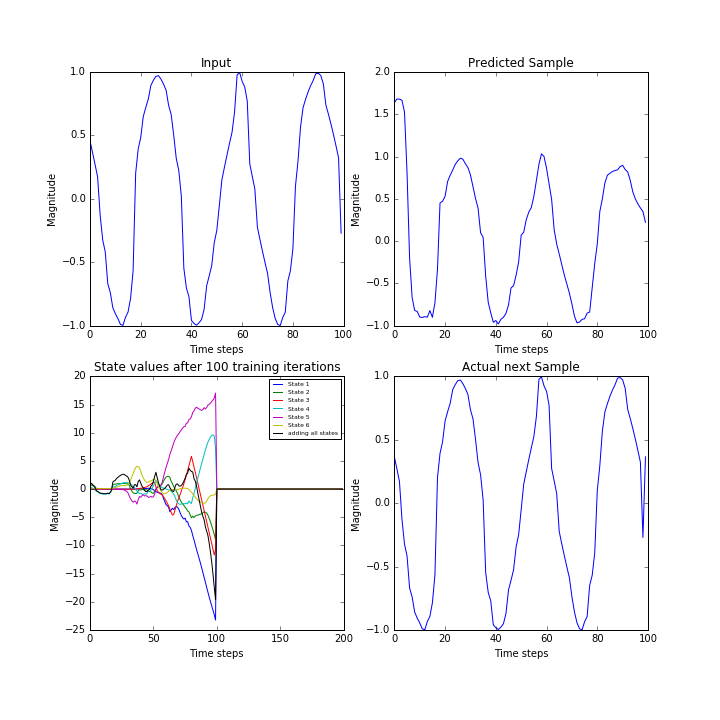 Input
Magnitude
1.0
0.5
0.0
−0.5
−1.0
0 20 40 60 80 100
Time steps
Predicted Sample
Magnitude
2.0
1.5
1.0
0.5
0.0
−0.5
−1.0
0 20 40 60 80 100
Time steps
State values after 100 training iterations
Magnitude
20
15
10
5
0
−5
−10
−15
−20
−25
0 50 100 150 200
Time steps
State 1
State 2
State 3
State 4
State 5
State 6
adding all states
Actual next Sample
Magnitude
1.0
0.5
0.0
−0.5
−1.0
0 20 40 60 80 100
Time steps